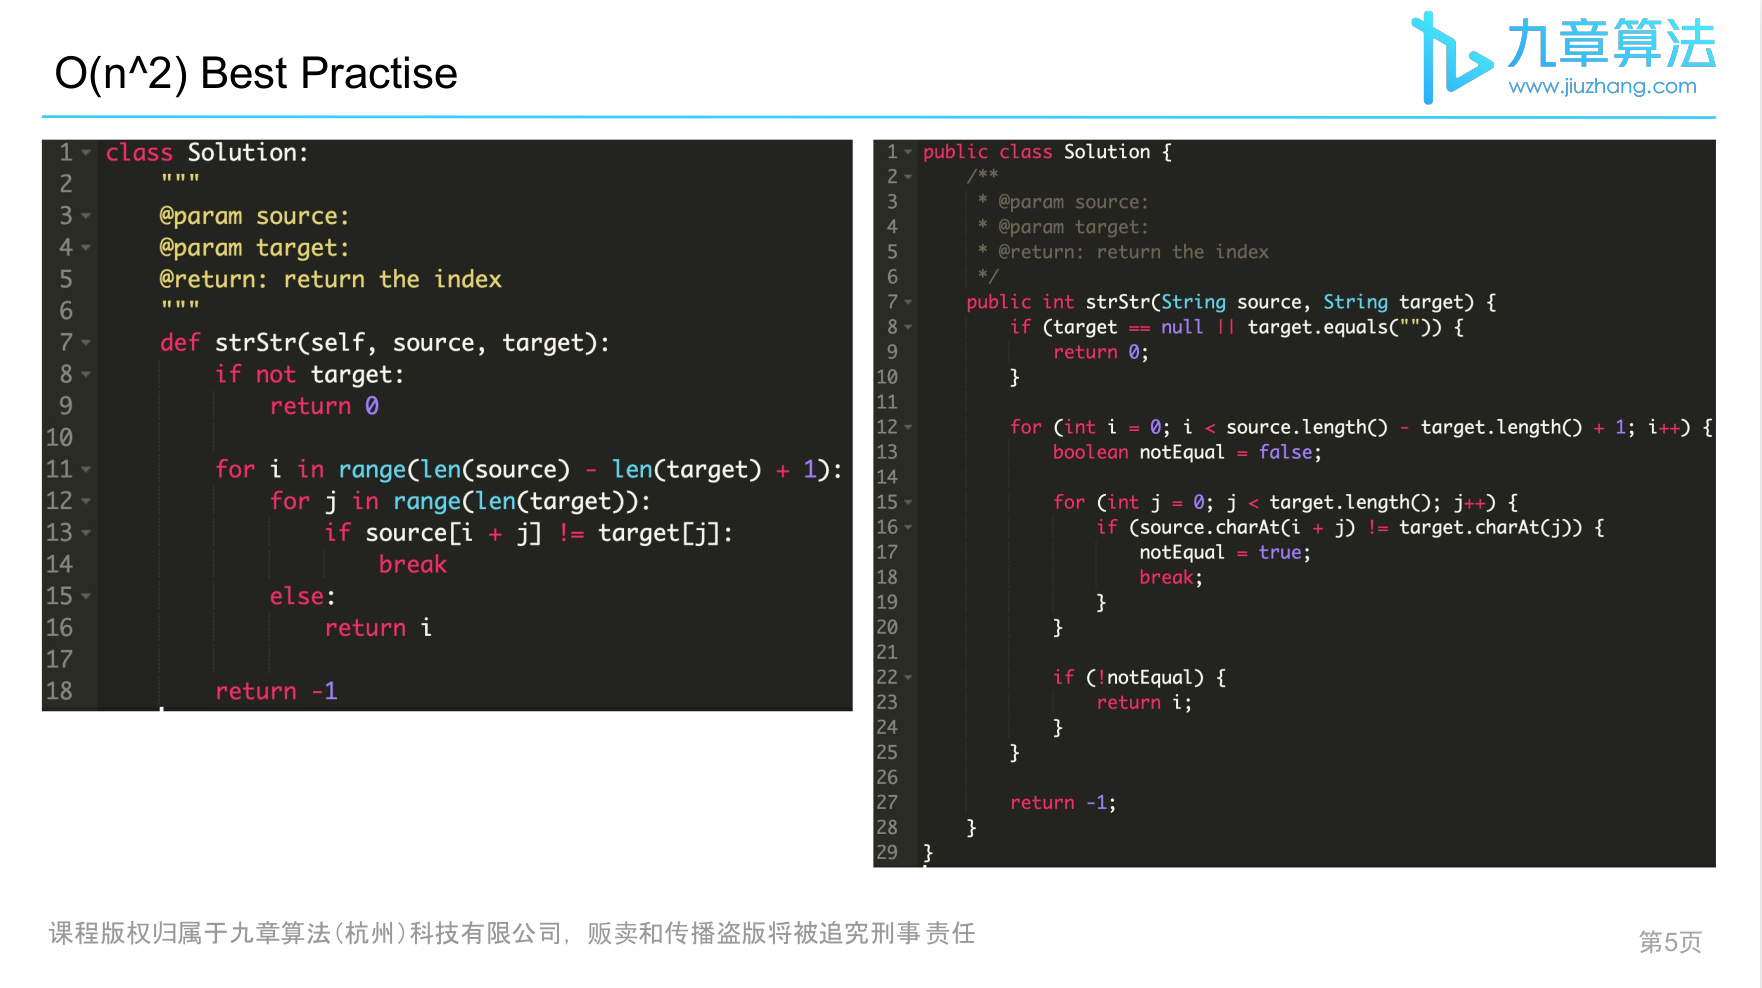 O(n^2) Best Practise
九章算法
www.jiuzhang.com
1 class Solution:
2     """
3     @param source:
4     @param target:
5     @return: return the index
6     """
7     def strStr(self, source, target):
8         if not target:
9             return 0
10
11         for i in range(len(source) - len(target) + 1):
12             for j in range(len(target)):
13                 if source[i + j] != target[j]:
14                     break
15             else:
16                 return i
17
18         return -1
1 public class Solution {
2     /**
3      * @param source:
4      * @param target:
5      * @return: return the index
6      */
7     public int strStr(String source, String target) {
8         if (target == null || target.equals("")) {
9             return 0;
10         }
11
12         for (int i = 0; i < source.length() - target.length() + 1; i++) {
13             boolean notEqual = false;
14
15             for (int j = 0; j < target.length(); j++) {
16                 if (source.charAt(i + j) != target.charAt(j)) {
17                     notEqual = true;
18                     break;
19                 }
20             }
21
22             if (!notEqual) {
23                 return i;
24             }
25         }
26
27         return -1;
28     }
29 }
课程版权归属于九章算法(杭州)科技有限公司，贩卖和传播盗版将被追究刑事责任
第5页